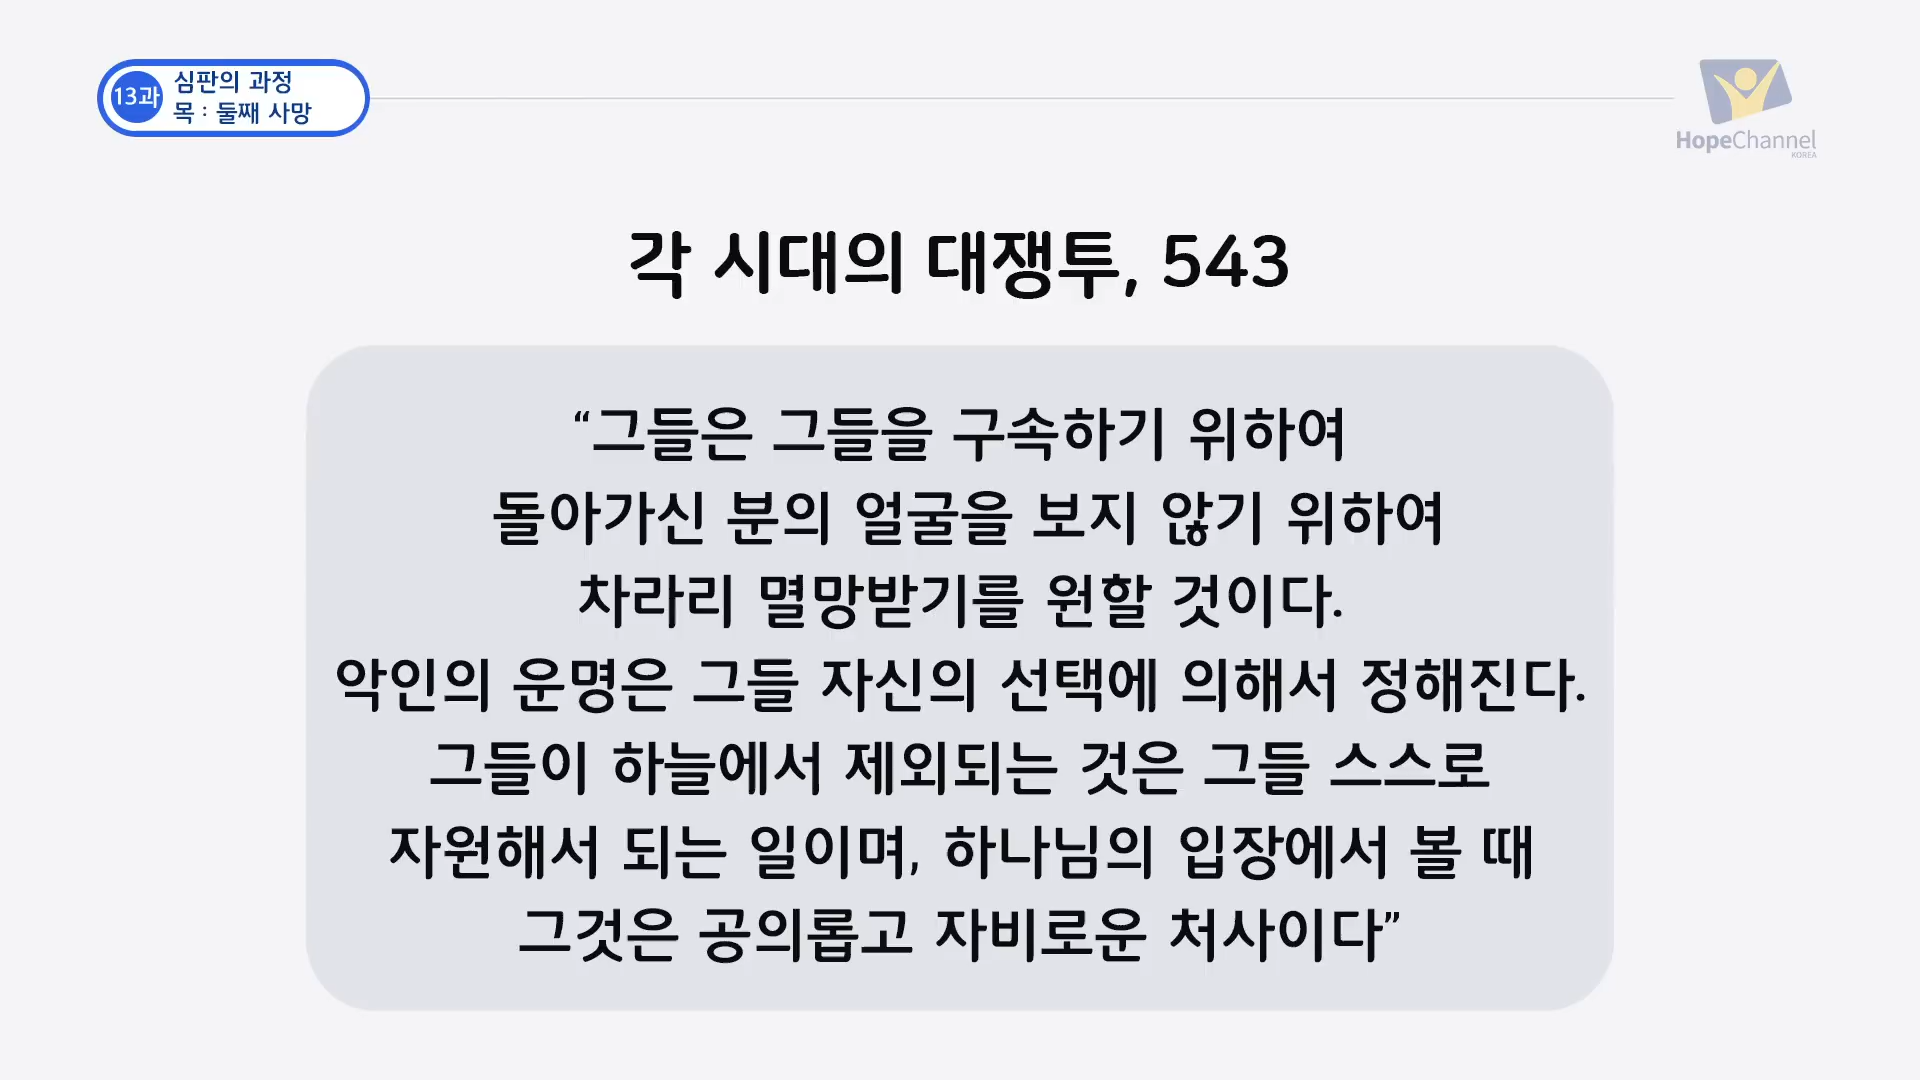 13과
심판의 과정
목 : 둘째 사망
HopeChannel
KOREA
각 시대의 대쟁투, 543
“그들은 그들을 구속하기 위하여
돌아가신 분의 얼굴을 보지 않기 위하여
차라리 멸망받기를 원할 것이다.
악인의 운명은 그들 자신의 선택에 의해서 정해진다.
그들이 하늘에서 제외되는 것은 그들 스스로
자원해서 되는 일이며, 하나님의 입장에서 볼 때
그것은 공의롭고 자비로운 처사이다”